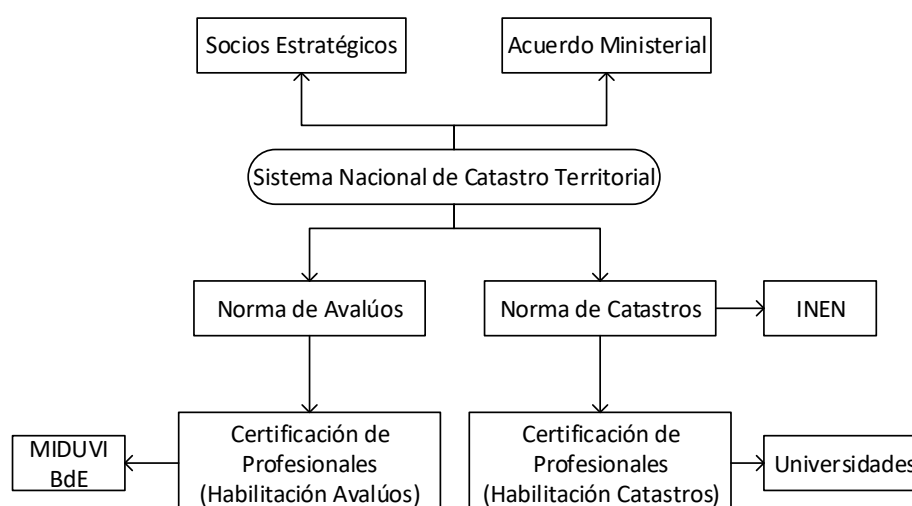 Socios Estratégicos
Acuerdo Ministerial
Sistema Nacional de Catastro Territorial
Norma de Avalúos
Norma de Catastros
INEN
MIDUVI
BdE
Certificación de
Profesionales
(Habilitación Avalúos)
Certificación de
Profesionales
(Habilitación Catastros)
Universidades